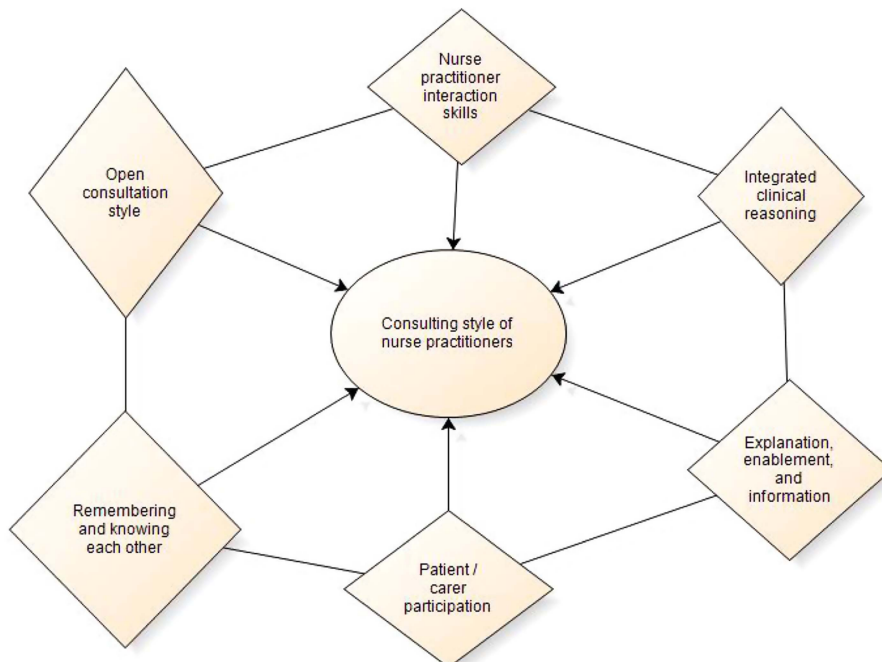 Nurse
practitioner
interaction
skills
Open
consultation
style
Integrated
clinical
reasoning
Consulting style of
nurse practitioners
Explanation,
enablement,
and
information
Remembering
and knowing
each other
Patient /
carer
participation